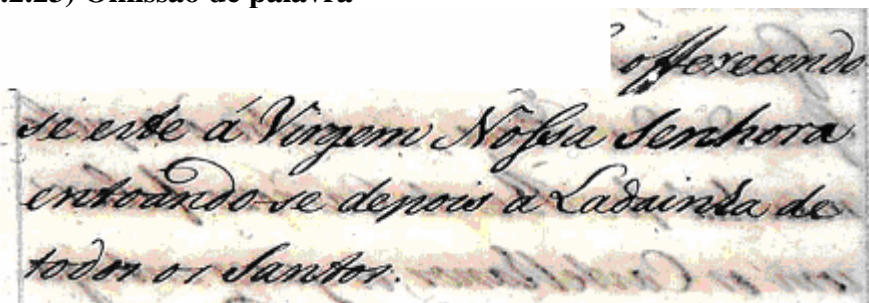 .2.23) Omissão de palavra
offerecendo
se este á Virgem Nossa Senhora
entoando-se depois a Ladainha de
todos os Santos.